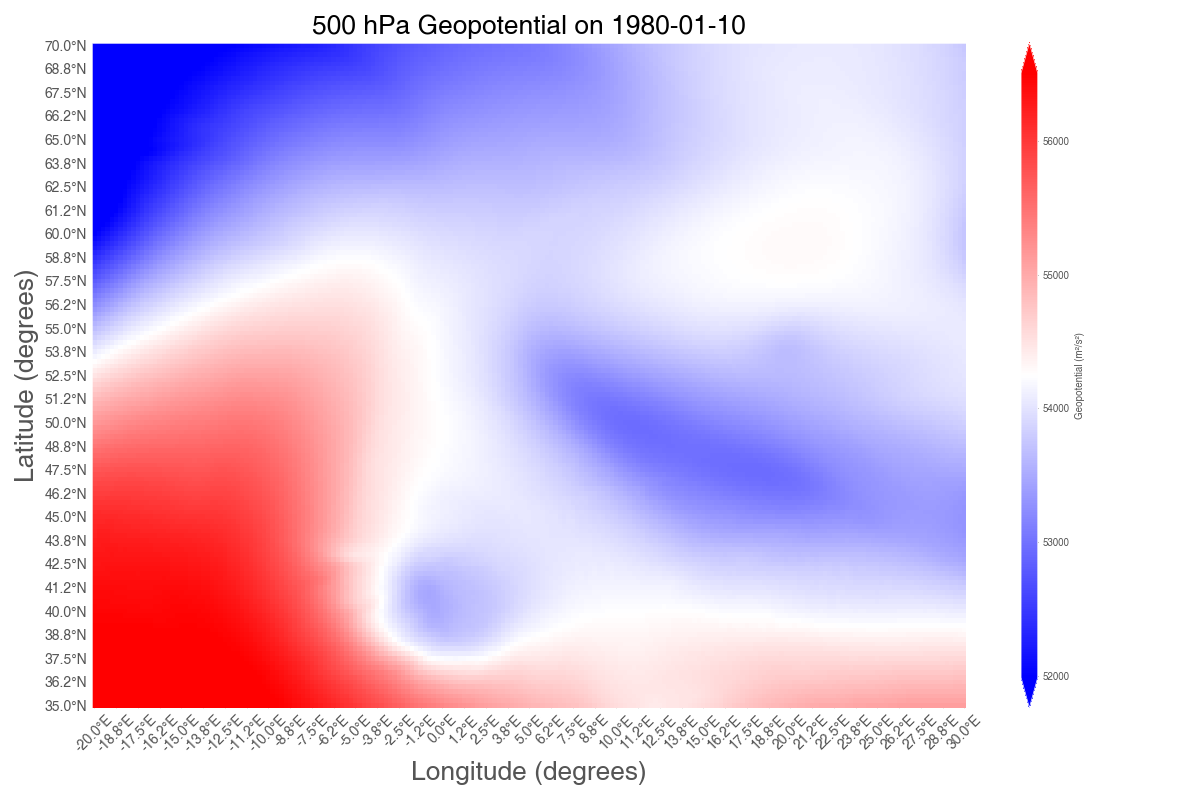 500 hPa Geopotential on 1980-01-10
70.0°N
68.8°N
67.5°N
66.2°N
65.0°N
63.8°N
62.5°N
61.2°N
60.0°N
58.8°N
57.5°N
56.2°N
55.0°N
53.8°N
52.5°N
51.2°N
50.0°N
48.8°N
47.5°N
46.2°N
45.0°N
43.8°N
42.5°N
41.2°N
40.0°N
38.8°N
37.5°N
36.2°N
35.0°N
Latitude (degrees)
-20.0°E
-18.8°E
-17.5°E
-16.2°E
-15.0°E
-13.8°E
-12.5°E
-11.2°E
-10.0°E
-8.8°E
-7.5°E
-6.2°E
-5.0°E
-3.8°E
-2.5°E
-1.2°E
0.0°E
1.2°E
2.5°E
3.8°E
5.0°E
6.2°E
7.5°E
8.8°E
10.0°E
11.2°E
12.5°E
13.8°E
15.0°E
16.2°E
17.5°E
18.8°E
20.0°E
21.2°E
22.5°E
23.8°E
25.0°E
26.2°E
27.5°E
28.8°E
30.0°E
Longitude (degrees)
56000
55000
54000
53000
52000
Geopotential (m²/s²)